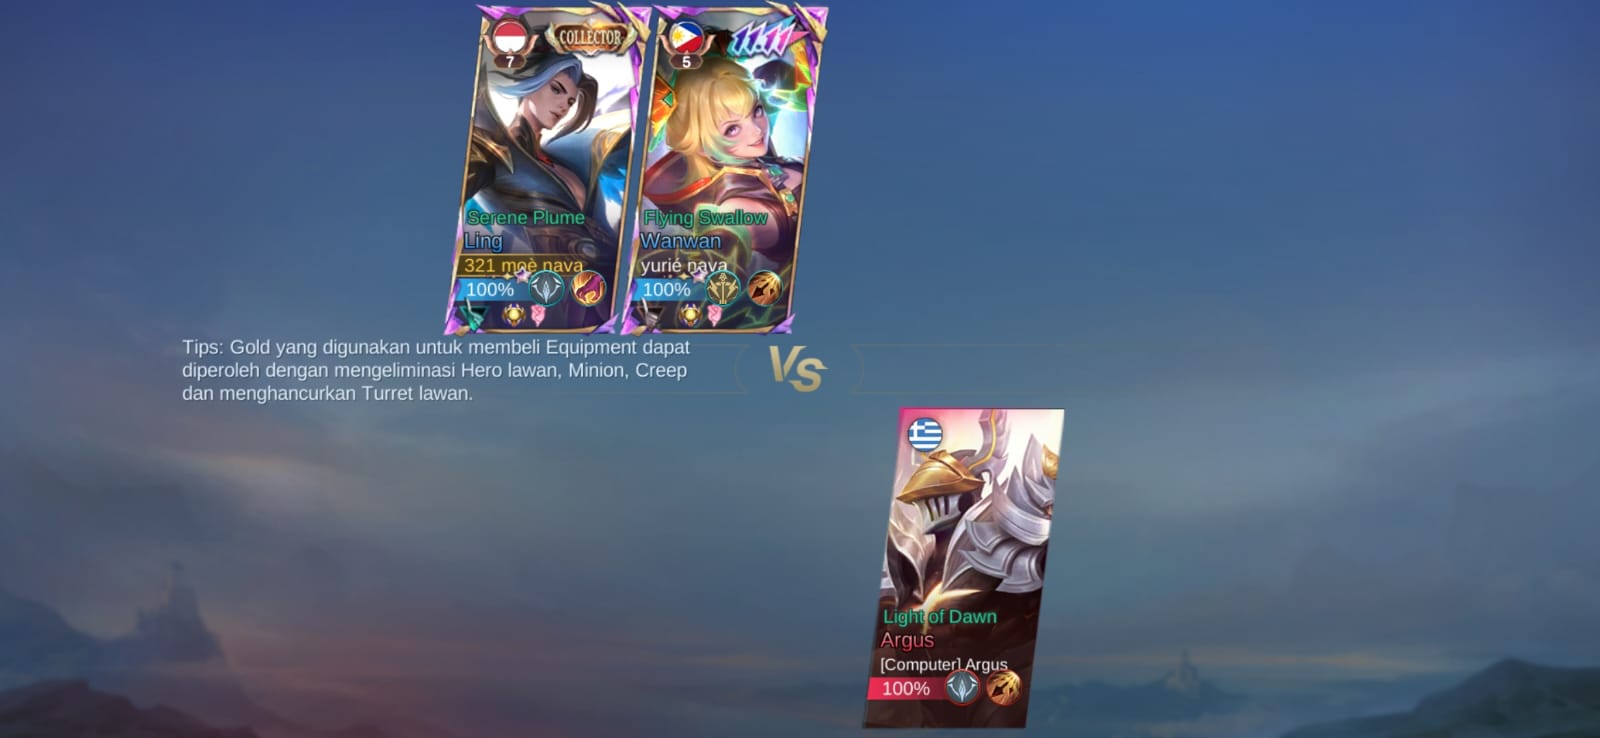 COLLECTOR
7
Serene Plume
Ling
321 moè nava
100%
11.11
5
Flying Swallow
Wanwan
yurié nava
100%
Tips: Gold yang digunakan untuk membeli Equipment dapat
diperoleh dengan mengeliminasi Hero lawan, Minion, Creep
dan menghancurkan Turret lawan.
VS
Light of Dawn
Argus
[Computer] Argus
100%